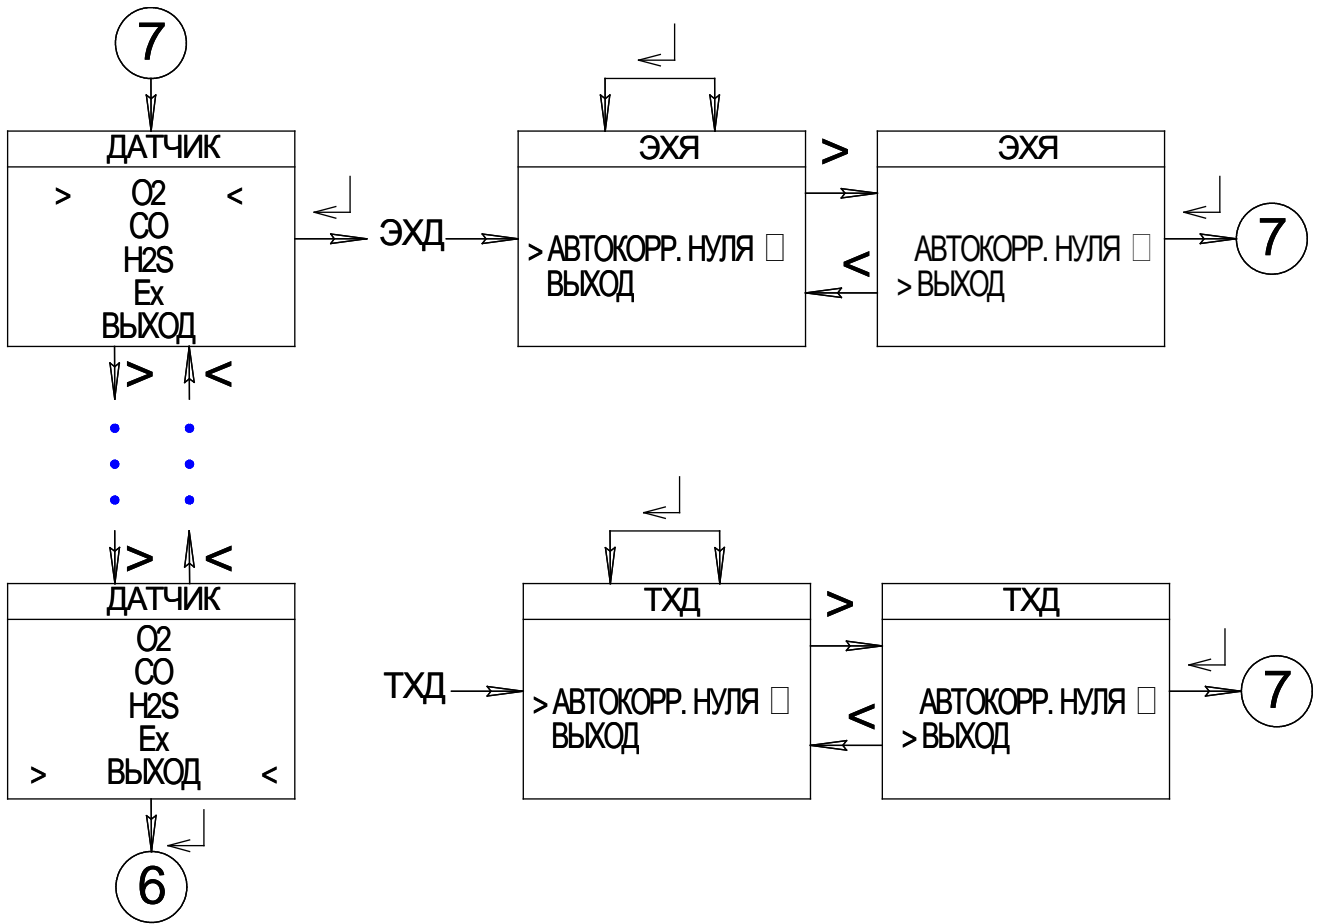 7
ДАТЧИК
> O2 <
CO
H2S
Ex
ВЫХОД
ЭХД
ЭХЯ
> АВТОКОРР. НУЛЯ □
ВЫХОД
>
<
ЭХЯ
АВТОКОРР. НУЛЯ □
> ВЫХОД
7
> <
> <
ДАТЧИК
O2
CO
H2S
Ex
> ВЫХОД <
6
ТХД
ТХД
> АВТОКОРР. НУЛЯ □
ВЫХОД
>
<
ТХД
АВТОКОРР. НУЛЯ □
> ВЫХОД
7